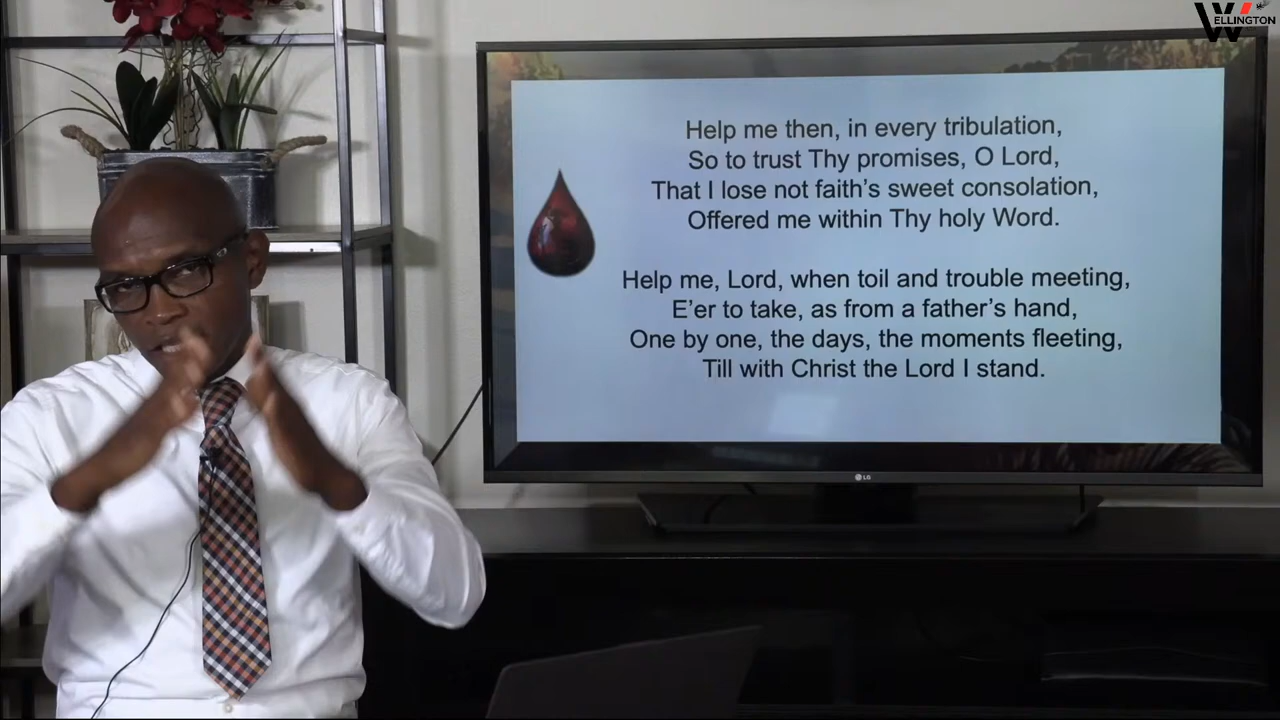 WELLINGTON
Help me then, in every tribulation,
So to trust Thy promises, O Lord,
That I lose not faith's sweet consolation,
Offered me within Thy holy Word.
Help me, Lord, when toil and trouble meeting,
E'er to take, as from a father's hand,
One by one, the days, the moments fleeting,
Till with Christ the Lord I stand.
LG